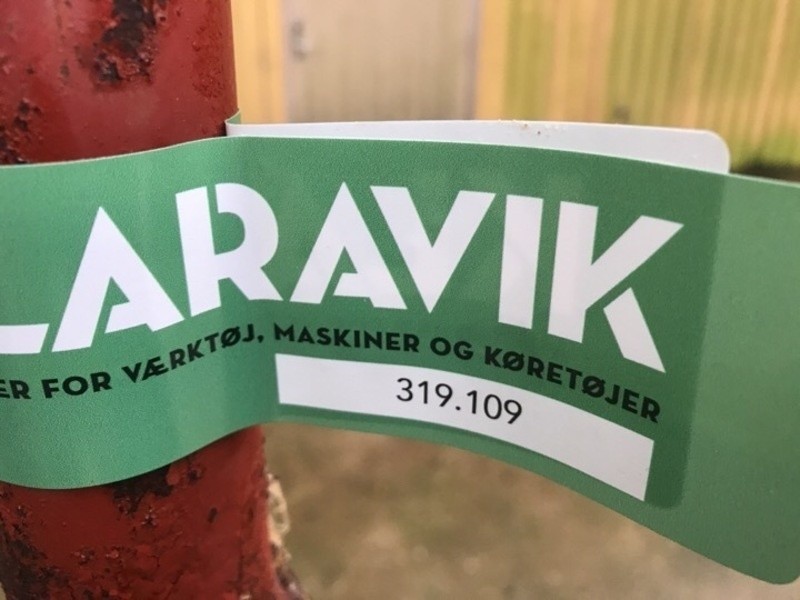 LARAVIK
ER FOR VÆRKTØJ, MASKINER OG KØRETØJER
319.109